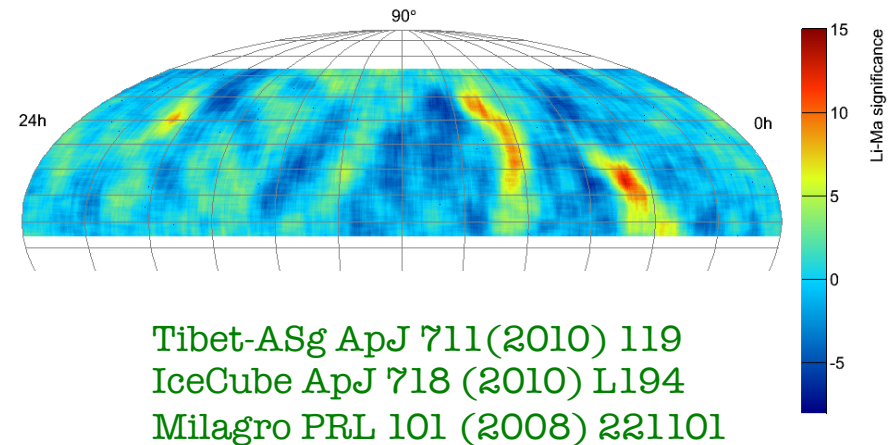 90°
15
24h
0h
10
5
0
-5
Li-Ma significance
Tibet-ASg ApJ 711(2010) 119
IceCube ApJ 718 (2010) L194
Milagro PRL 101 (2008) 221101